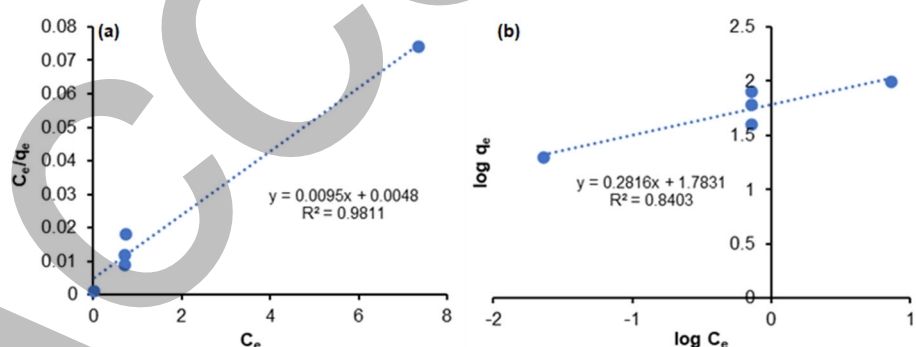 (a)
0.08
0.07
0.06
0.05
0.04
0.03
0.02
0.01
0
Ce/qe
y = 0.0095x + 0.0048
R² = 0.9811
0 2 4 6 8
Ce
(b)
2.5
2
1.5
1
0.5
0
log qe
y = 0.2816x + 1.7831
R² = 0.8403
-2 -1 0 1
log Ce